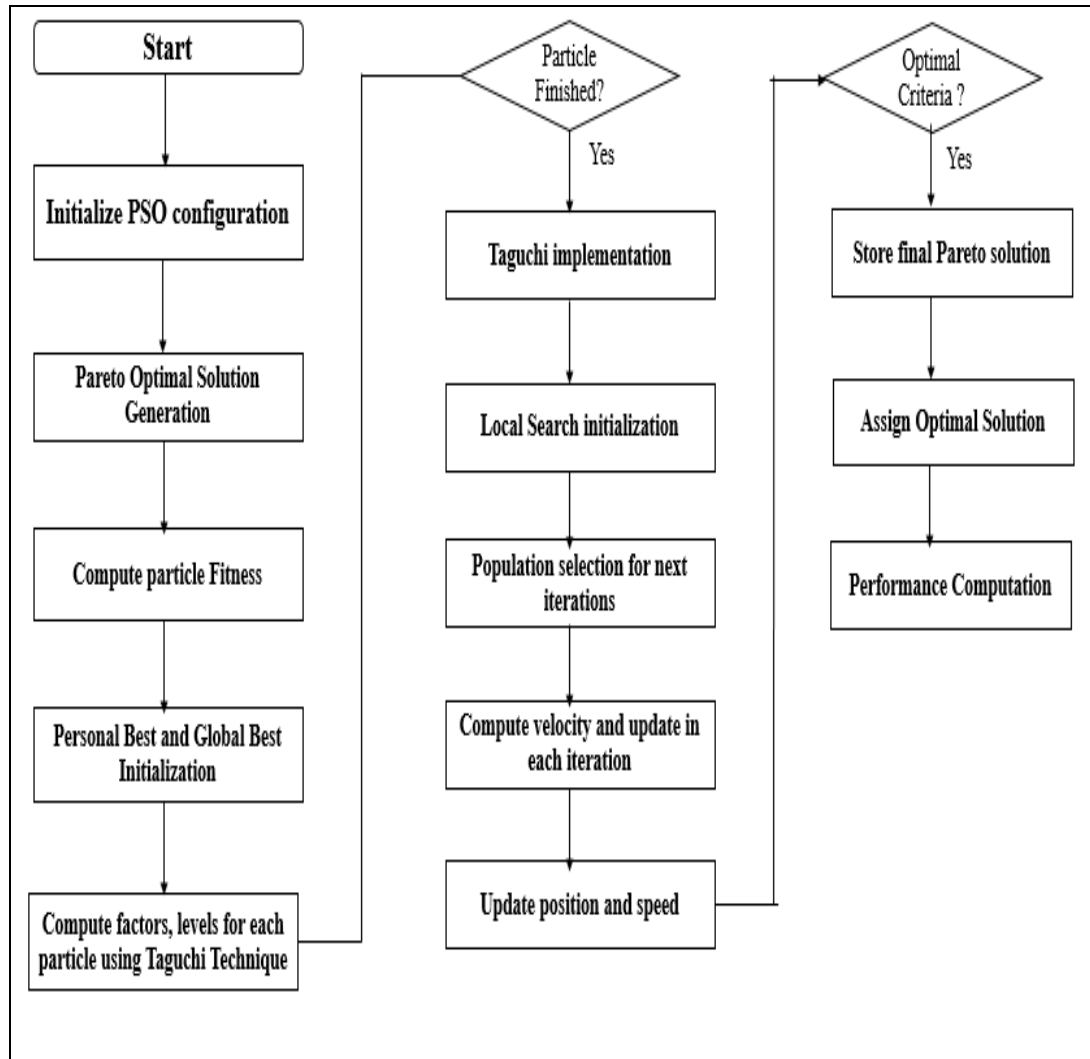 Start
Initialize PSO configuration
Pareto Optimal Solution
Generation
Compute particle Fitness
Personal Best and Global Best
Initialization
Compute factors, levels for each
particle using Taguchi Technique
Particle
Finished?
Yes
Taguchi implementation
Local Search initialization
Population selection for next
iterations
Compute velocity and update in
each iteration
Update position and speed
Optimal
Criteria ?
Yes
Store final Pareto solution
Assign Optimal Solution
Performance Computation